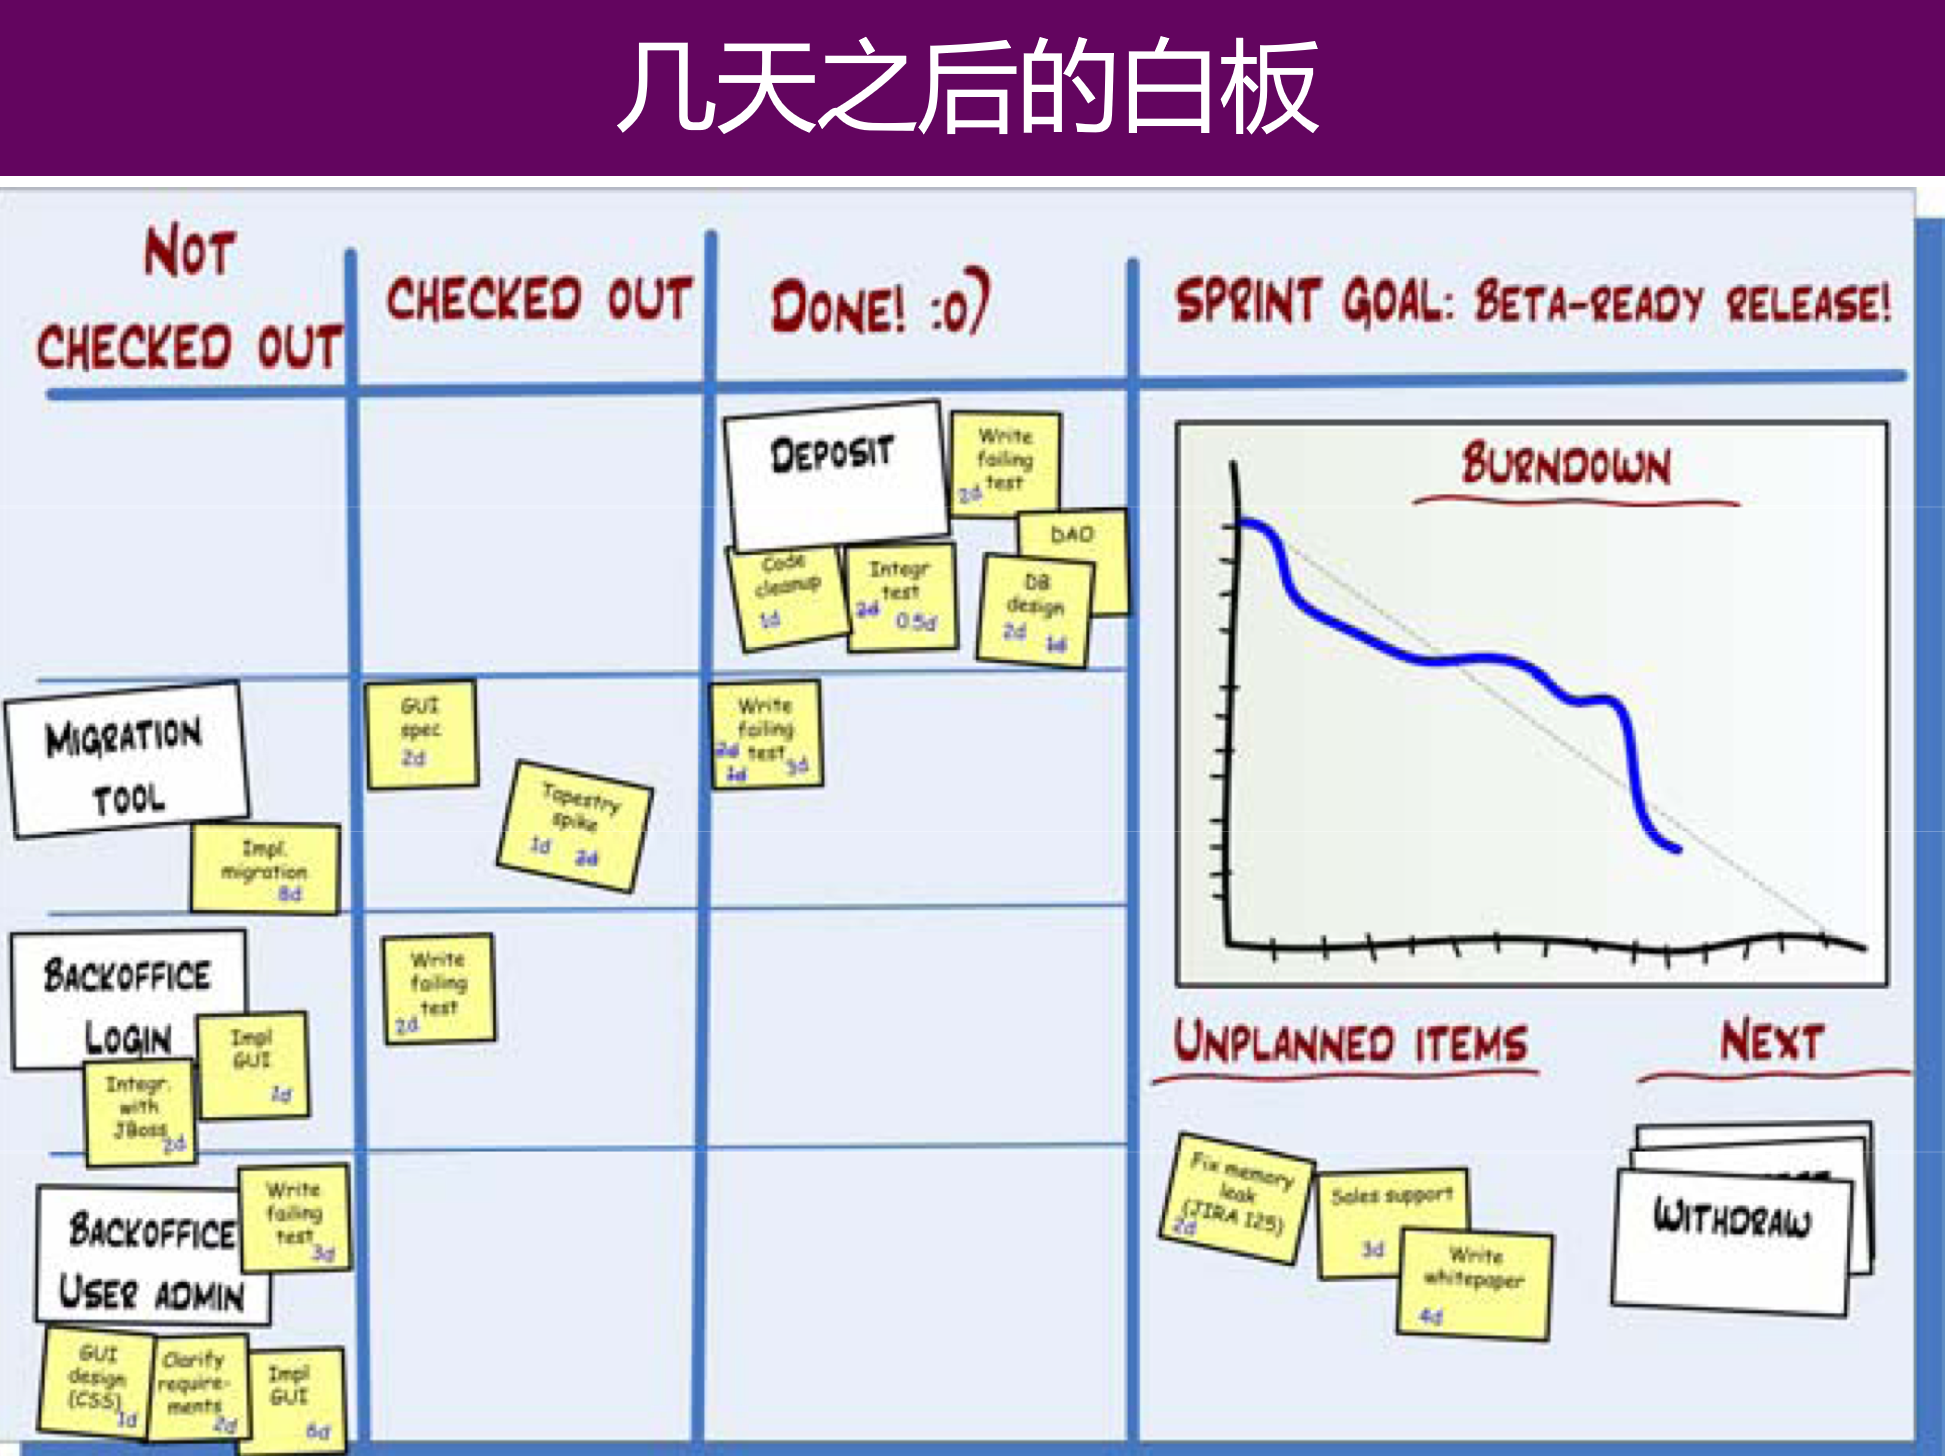 几天之后的白板
NOT
CHECKED OUT
CHECKED OUT
DONE! :o)
SPRINT GOAL: BETA-READY RELEASE!
DEPOSIT
Write
failing
test
2d
DAO
Code
cleanup
1d
Integr
test
2d
0.5d
DB
design
2d
1d
MIGRATION
TOOL
Impl.
migration
8d
GUI
spec
2d
Tapestry
spike
1d
2d
Write
failing
test
2d
3d
1d
BACKOFFICE
LOGIN
Impl
GUI
1d
Integr.
with
JBoss
2d
Write
failing
test
2d
BACKOFFICE
USER ADMIN
Write
failing
test
3d
GUI
design
(CSS)
1d
Clarify
require-
ments
2d
Impl
GUI
6d
BURNDOWN
UNPLANNED ITEMS
Fix memory
leak
(JIRA 125)
2d
Sales support
3d
Write
whitepaper
4d
NEXT
WITHDRAW